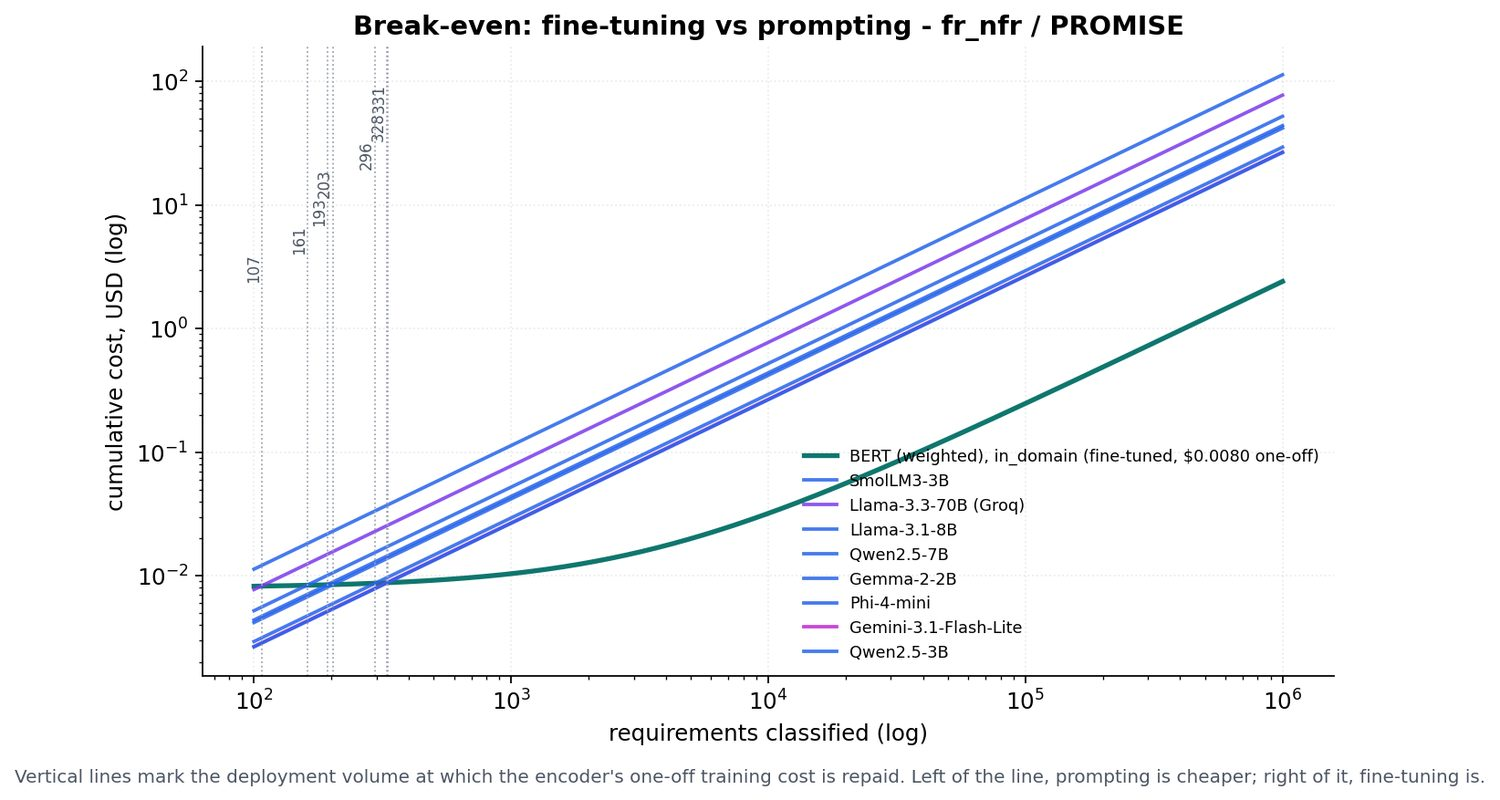 Break-even: fine-tuning vs prompting - fr_nfr / PROMISE
cumulative cost, USD (log)
10²
10¹
10⁰
10⁻¹
10⁻²
107
161
193
203
296
328
331
BERT (weighted), in_domain (fine-tuned, $0.0080 one-off)
SmolLM3-3B
Llama-3.3-70B (Groq)
Llama-3.1-8B
Qwen2.5-7B
Gemma-2-2B
Phi-4-mini
Gemini-3.1-Flash-Lite
Qwen2.5-3B
10² 10³ 10⁴ 10⁵ 10⁶
requirements classified (log)
Vertical lines mark the deployment volume at which the encoder's one-off training cost is repaid. Left of the line, prompting is cheaper; right of it, fine-tuning is.